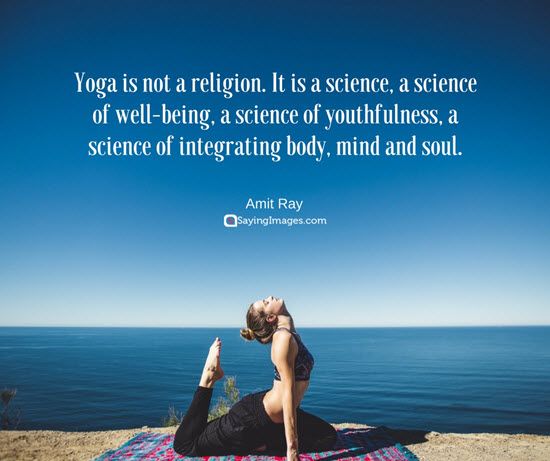 Yoga is not a religion. It is a science, a science
of well-being, a science of youthfulness, a
science of integrating body, mind and soul.
Amit Ray
SayingImages.com